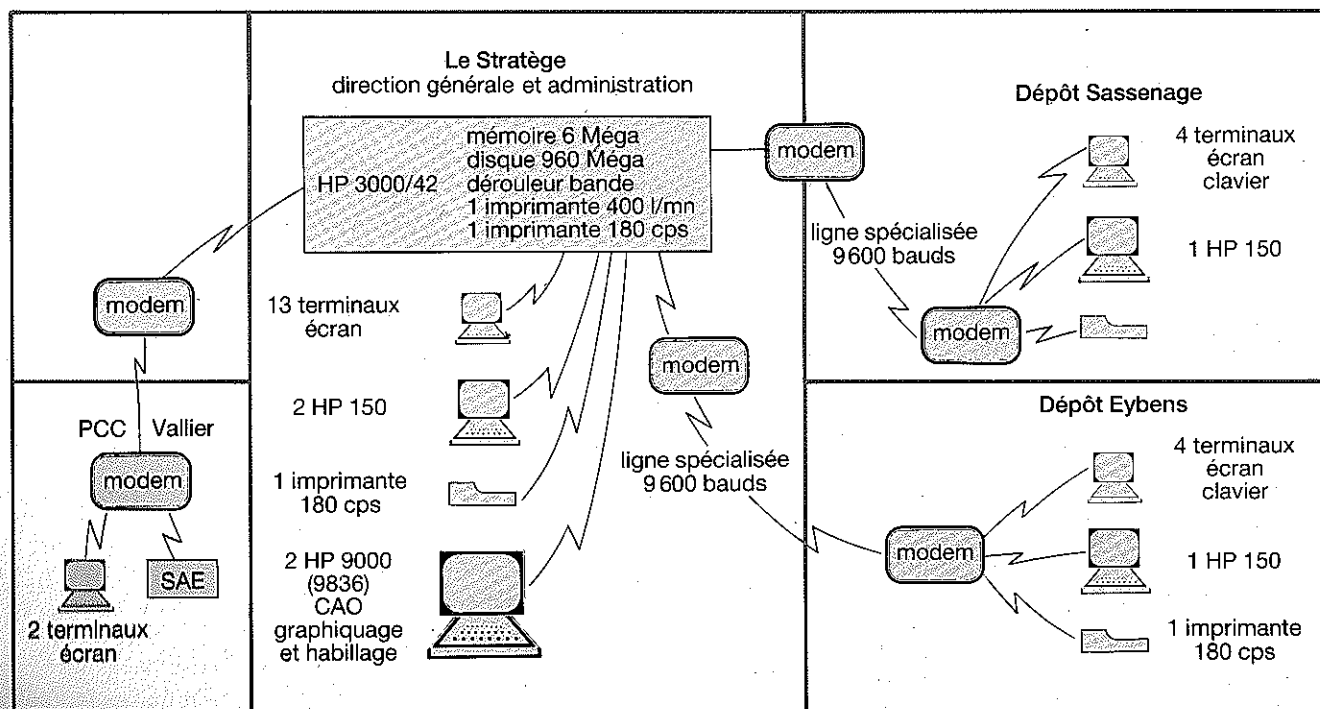 Le Stratège
direction générale et administration
HP 3000/42
mémoire 6 Méga
disque 960 Méga
dérouleur bande
1 imprimante 400 l/mn
1 imprimante 180 cps
modem
13 terminaux
écran
2 HP 150
1 imprimante
180 cps
2 HP 9000
(9836)
CAO
graphiquage
et habillage
modem
PCC Vallier
modem
SAE
2 terminaux
écran
modem
ligne spécialisée
9600 bauds
Dépôt Sassenage
modem
4 terminaux
écran
clavier
1 HP 150
modem
ligne spécialisée
9600 bauds
Dépôt Eybens
modem
4 terminaux
écran
clavier
1 HP 150
1 imprimante
180 cps